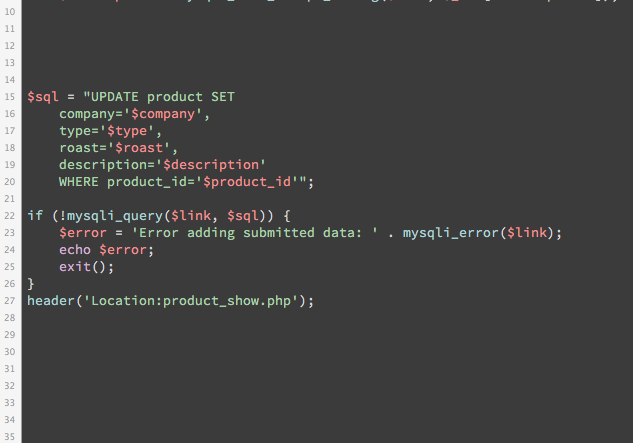 10
11
12
13
14
15 $sql = "UPDATE product SET
16 company='$company',
17 type='$type',
18 roast='$roast',
19 description='$description'
20 WHERE product_id='$product_id'";
21
22 if (!mysqli_query($link, $sql)) {
23 $error = 'Error adding submitted data: ' . mysqli_error($link);
24 echo $error;
25 exit();
26 }
27 header('Location:product_show.php');
28
29
30
31
32
33
34
35